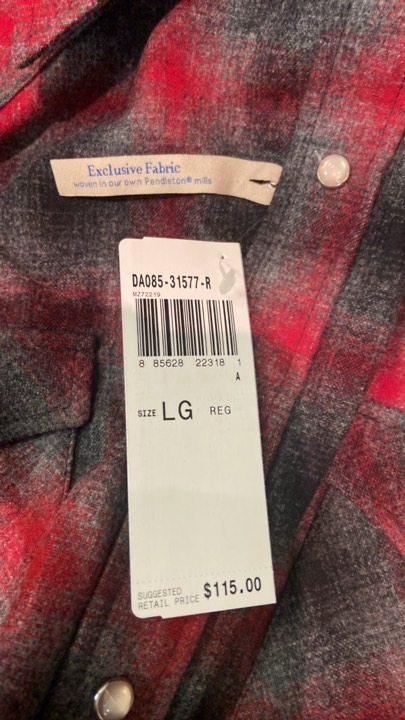 Exclusive Fabric
woven in our own Pendleton® mills
DA085-31577-R
NZ72219
8 85628 22318 1
A
SIZE LG REG
SUGGESTED
RETAIL PRICE $115.00